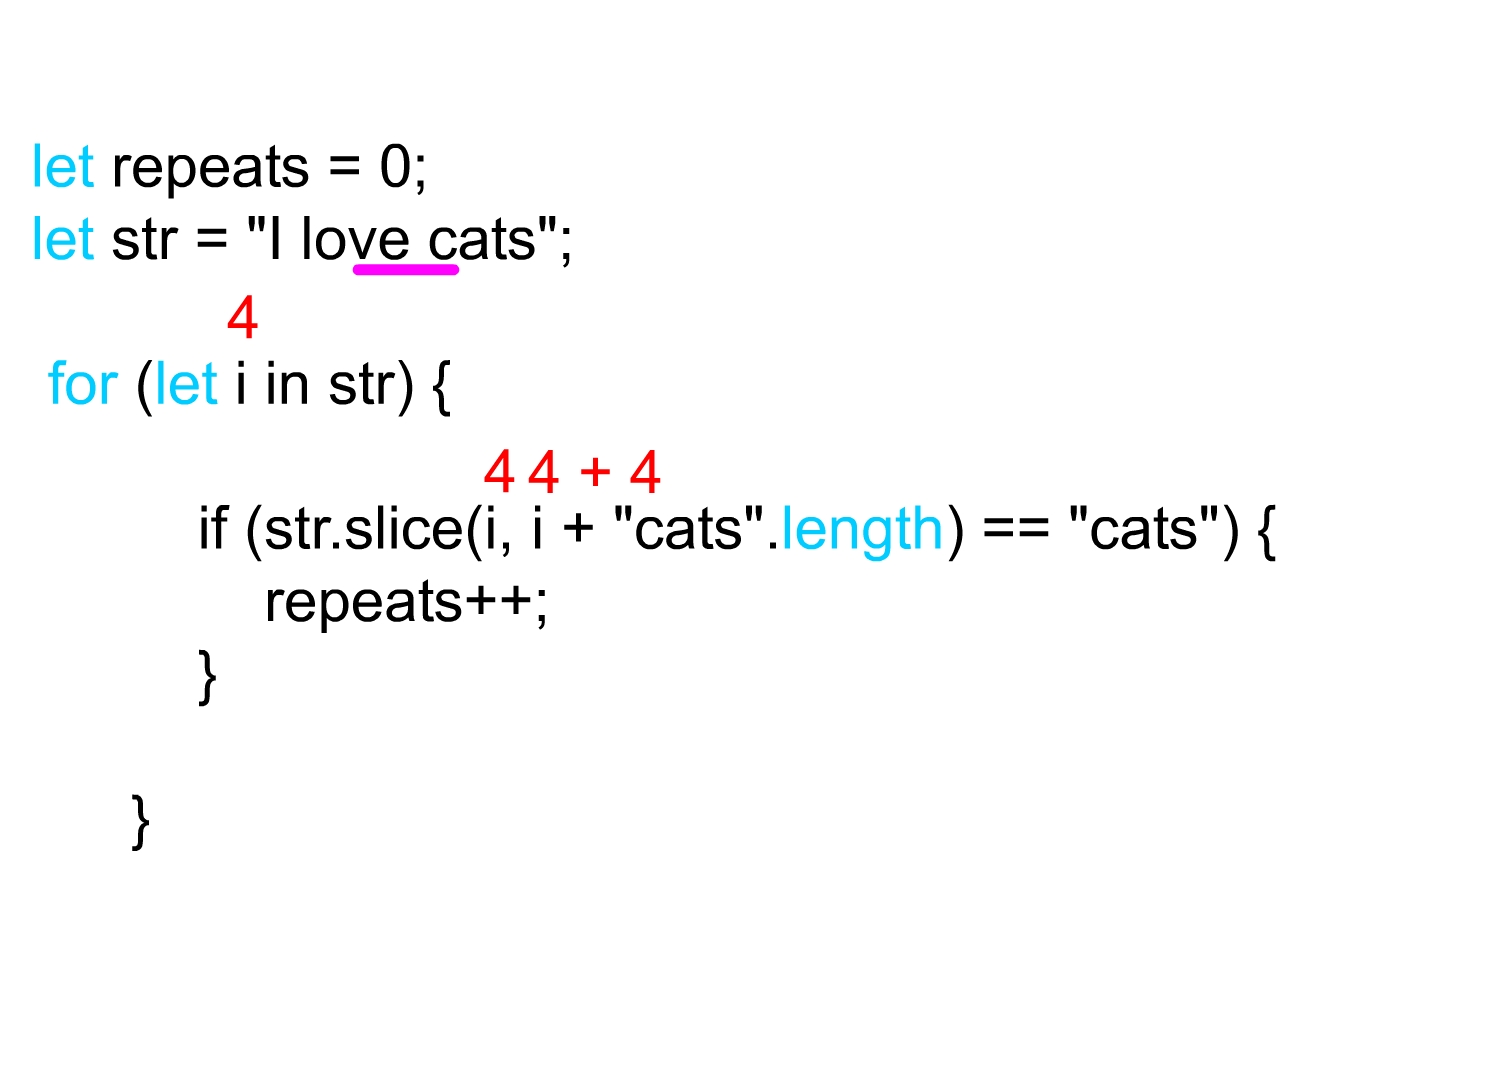 let repeats = 0;
let str = "I love cats";
4
for (let i in str) {
4 4 + 4
if (str.slice(i, i + "cats".length) == "cats") {
repeats++;
}
}